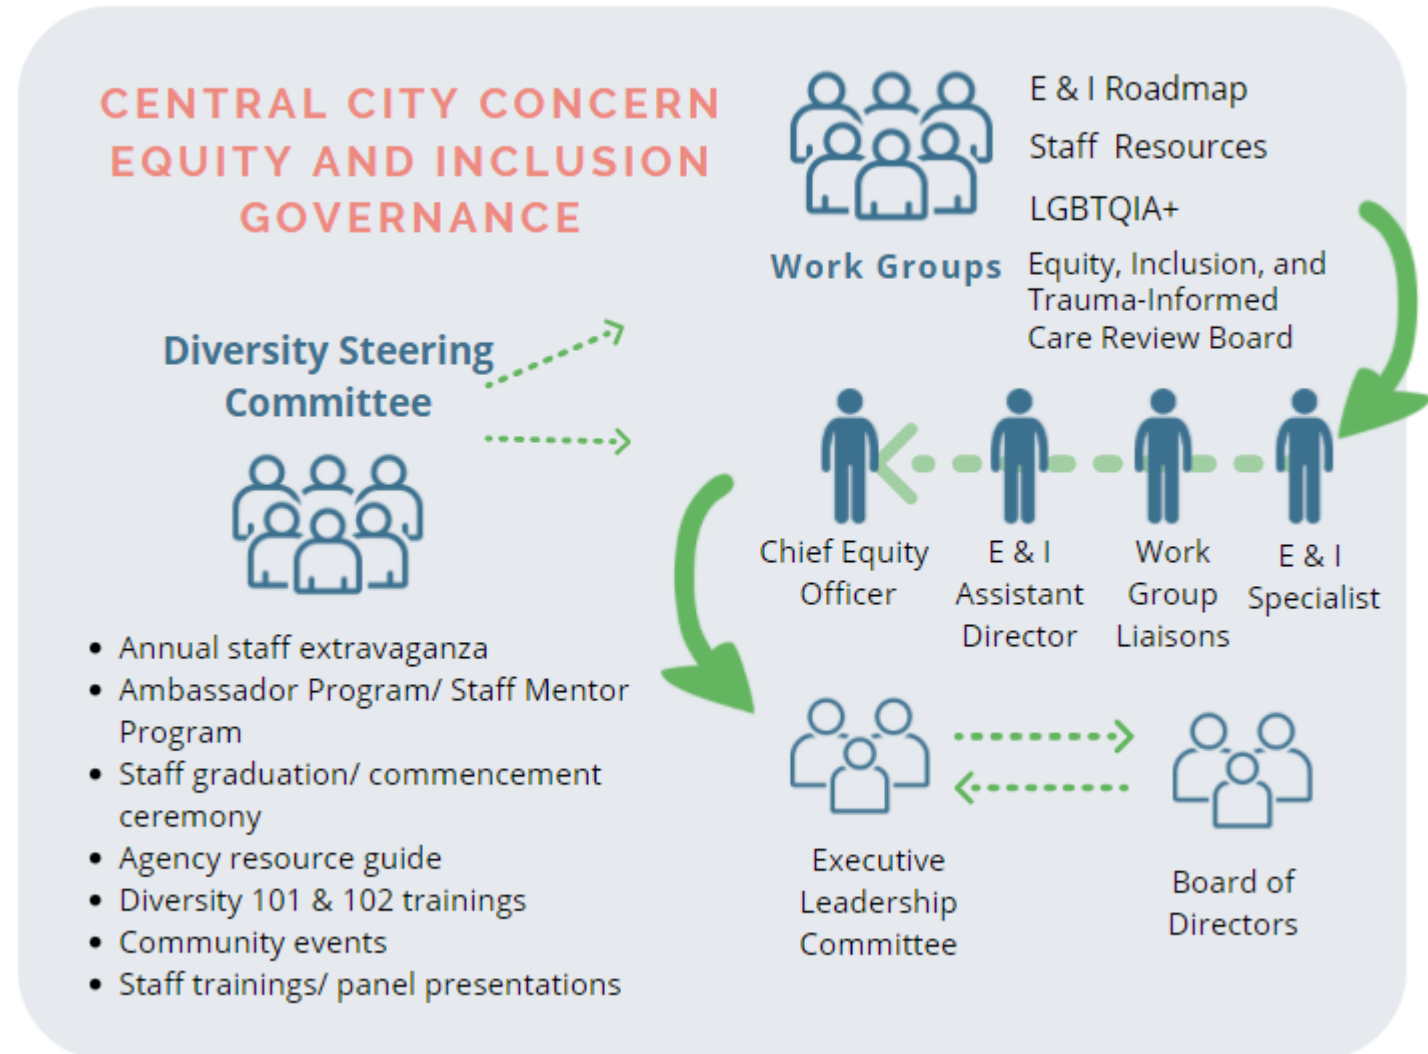 CENTRAL CITY CONCERN
EQUITY AND INCLUSION
GOVERNANCE
Work Groups
E & I Roadmap
Staff Resources
LGBTQIA+
Equity, Inclusion, and
Trauma-Informed
Care Review Board
Diversity Steering
Committee
• Annual staff extravaganza
• Ambassador Program/ Staff Mentor
Program
• Staff graduation/ commencement
ceremony
• Agency resource guide
• Diversity 101 & 102 trainings
• Community events
• Staff trainings/ panel presentations
Chief Equity
Officer
E & I
Assistant
Director
Work
Group
Liaisons
E & I
Specialist
Executive
Leadership
Committee
Board of
Directors